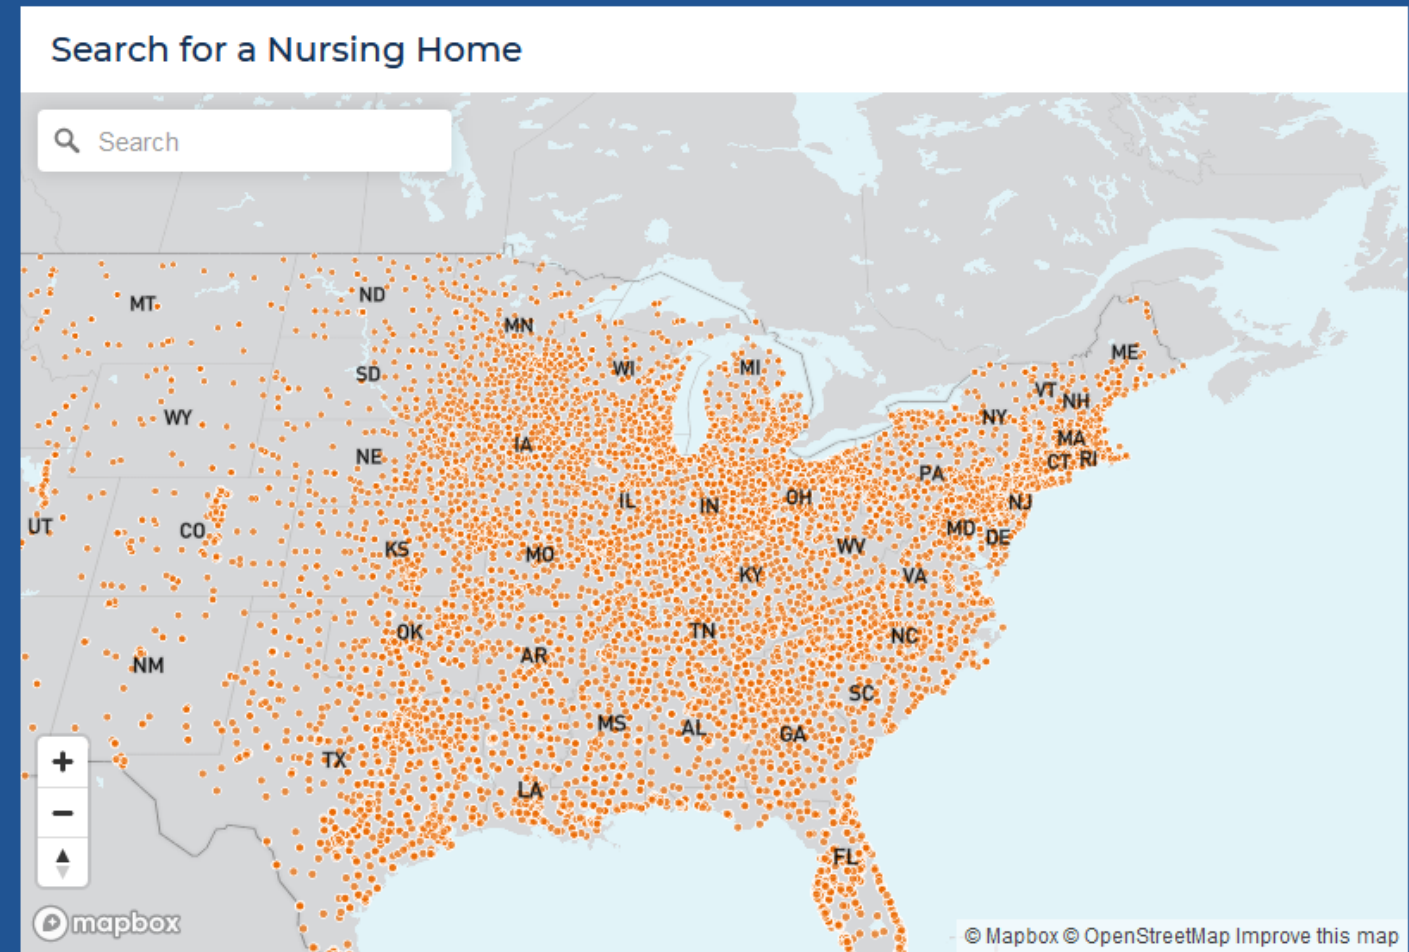 Search for a Nursing Home
Search
MT
ND
MN
ME
SD
WI
MI
VT
NH
WY
NY
NE
IA
MA
CT
RI
PA
UT
CO
IL
IN
OH
NJ
KS
MO
WV
MD
DE
KY
VA
OK
TN
NC
NM
AR
SC
MS
AL
GA
TX
LA
FL
+
−
mapbox
© Mapbox © OpenStreetMap Improve this map